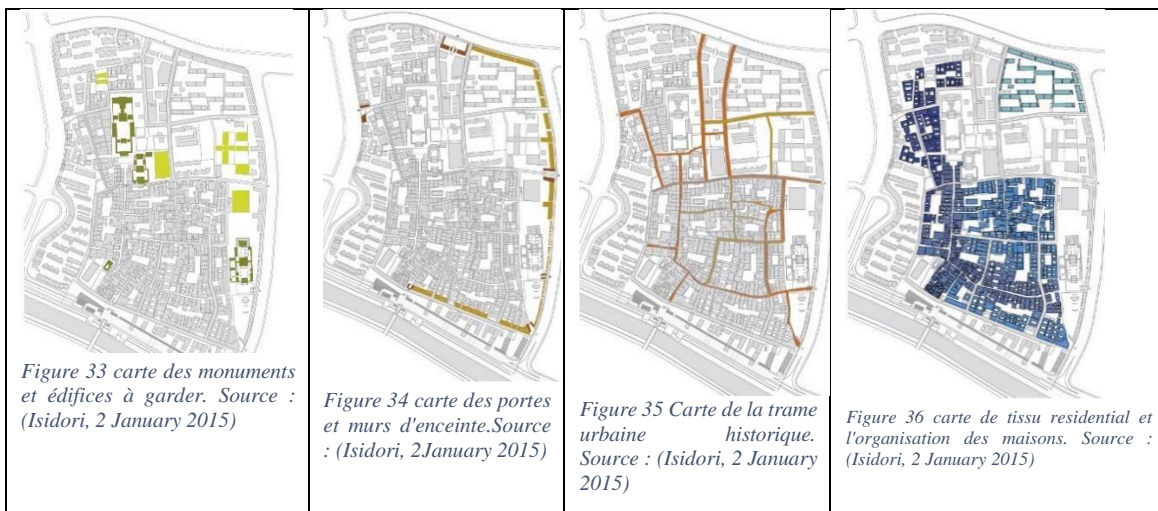 Figure 33 carte des monuments
et édifices à garder. Source :
(Isidori, 2 January 2015)
Figure 34 carte des portes
et murs d'enceinte.Source
: (Isidori, 2January 2015)
Figure 35 Carte de la trame
urbaine historique.
Source : (Isidori, 2 January
2015)
Figure 36 carte de tissu residential et
l'organisation des maisons. Source :
(Isidori, 2 January 2015)